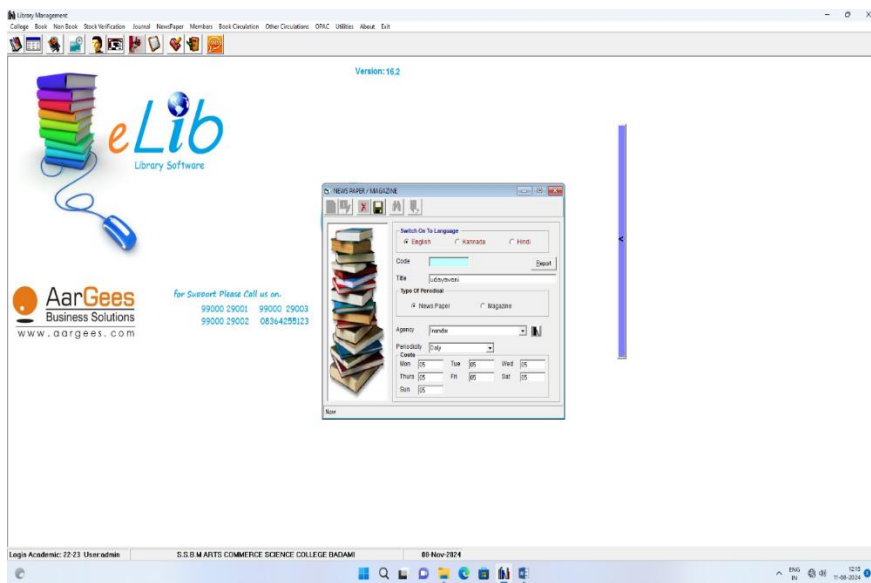 Library Management
College Book Non Book Stock Verification Journal NewsPaper Members Book Circulation Other Circulations OPAC Utilities About Exit
Version: 16.2
eLib
Library Software
AarGees
Business Solutions
www.aargees.com
for Support Please Call us on.
99000 29001 99000 29003
99000 29002 08364255123
NEWS PAPER / MAGAZINE
Switch On To Language
English Kannada Hindi
Code
Report
Title udayavani
Type Of Periodical
News Paper Magazine
Agency
Periodicity Daily
Costs
Mon 05 Tue 05 Wed 05
Thurs 05 Fri 05 Sat 05
Sun 05
New
<
Login Academic: 22-23 User:admin S.S.B.M ARTS COMMERCE SCIENCE COLLEGE BADAMI 08-Nov-2024
ENG
IN
12:15
11-08-2024